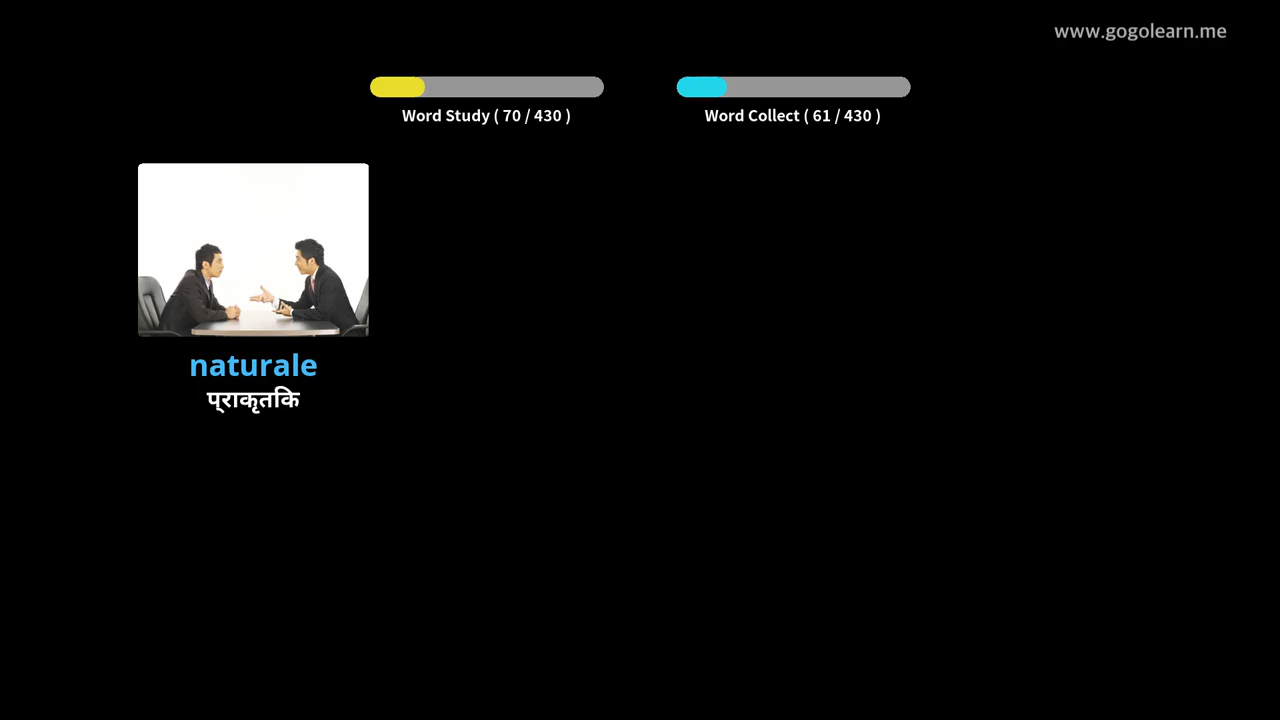 www.gogolearn.me
Word Study ( 70 / 430 )
Word Collect ( 61 / 430 )
naturale
प्राकृतकि